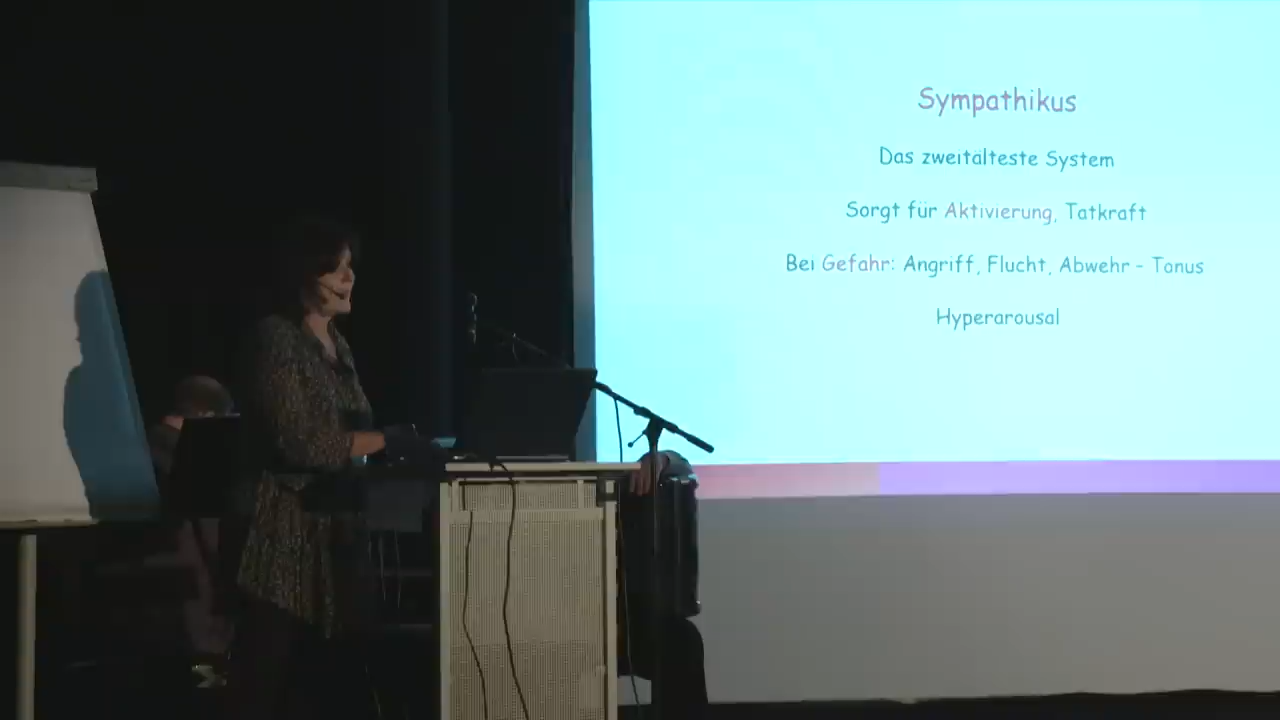 Sympathikus
Das zweitälteste System
Sorgt für Aktivierung, Tatkraft
Bei Gefahr: Angriff, Flucht, Abwehr - Tonus
Hyperarousal